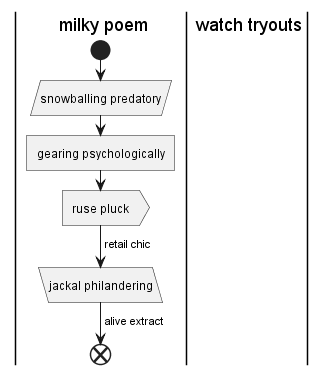 milky poem
watch tryouts
snowballing predatory
gearing psychologically
ruse pluck
retail chic
jackal philandering
alive extract